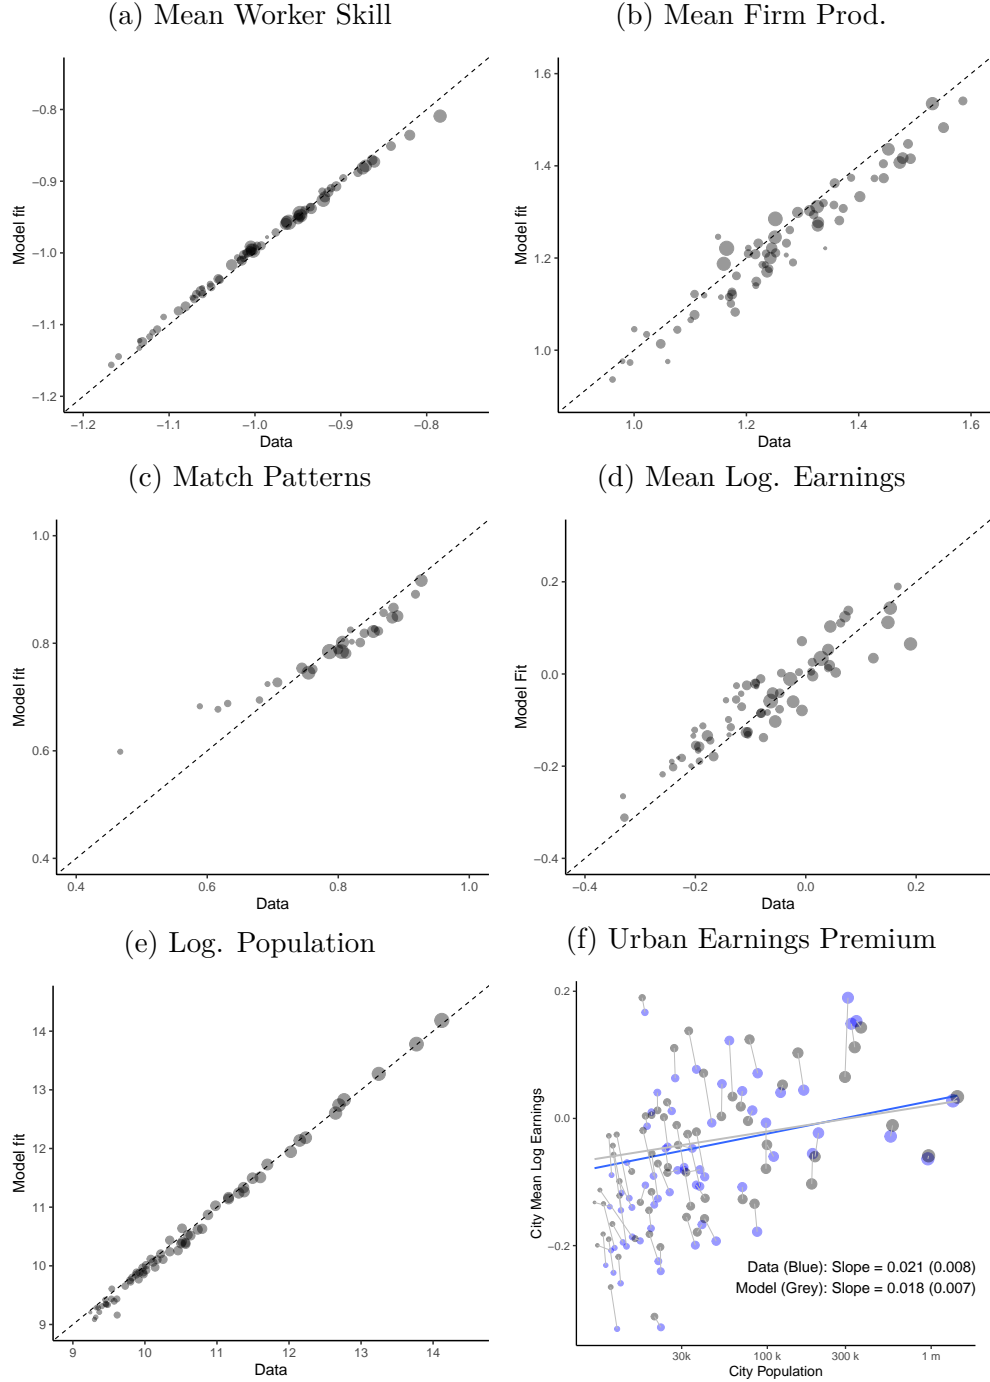 (a) Mean Worker Skill
(b) Mean Firm Prod.
−0.8
−0.9
−1.0
−1.1
−1.2
Model fit
−1.2 −1.1 −1.0 −0.9 −0.8
Data
1.6
1.4
1.2
1.0
Model fit
1.0 1.2 1.4 1.6
Data
(c) Match Patterns
(d) Mean Log. Earnings
1.0
0.8
0.6
0.4
Model fit
0.4 0.6 0.8 1.0
Data
0.2
0.0
−0.2
−0.4
Model Fit
−0.4 −0.2 0.0 0.2
Data
(e) Log. Population
(f) Urban Earnings Premium
14
13
12
11
10
9
Model fit
9 10 11 12 13 14
Data
0.2
0.0
−0.2
City Mean Log Earnings
Data (Blue): Slope = 0.021 (0.008)
Model (Grey): Slope = 0.018 (0.007)
30k 100 k 300 k 1 m
City Population